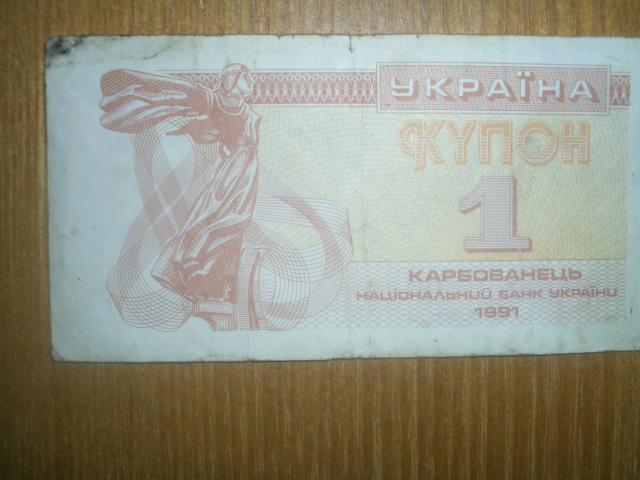 УКРАЇНА
КУПОН
1
КАРБОВАНЕЦЬ
НАЦІОНАЛЬНИЙ БАНК УКРАЇНИ
1991